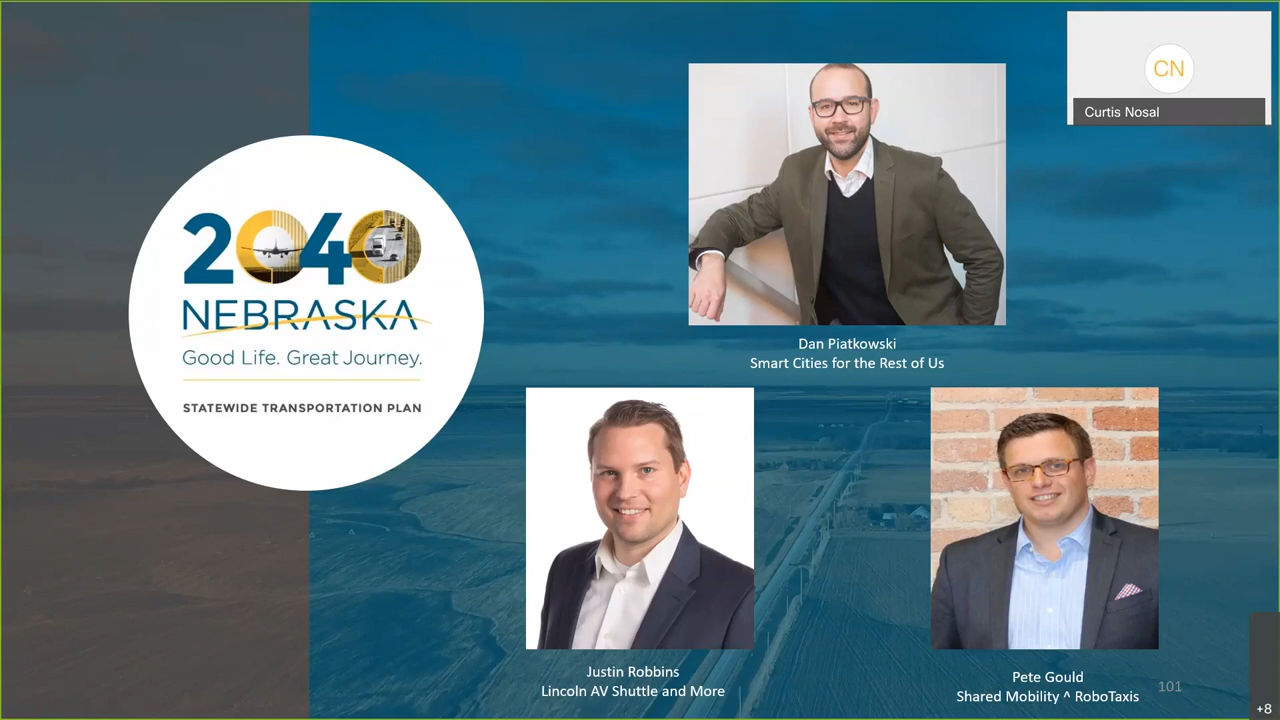 2040
NEBRASKA
Good Life. Great Journey.
STATEWIDE TRANSPORTATION PLAN
CN
Curtis Nosal
Dan Piatkowski
Smart Cities for the Rest of Us
Justin Robbins
Lincoln AV Shuttle and More
Pete Gould
Shared Mobility ^ RoboTaxis
101
+8